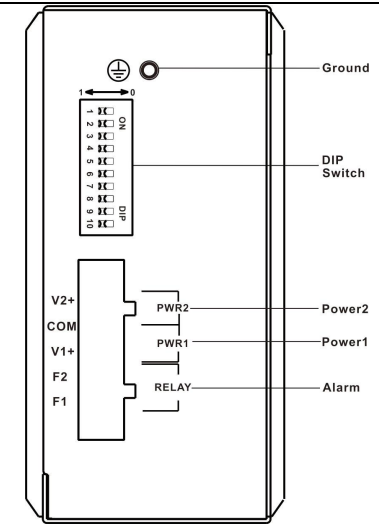 Ground
1 0
1 2 3 4 5 6 7 8 9 10
ON DIP
DIP
Switch
V2+
PWR2
Power2
COM
V1+
PWR1
Power1
F2
RELAY
Alarm
F1